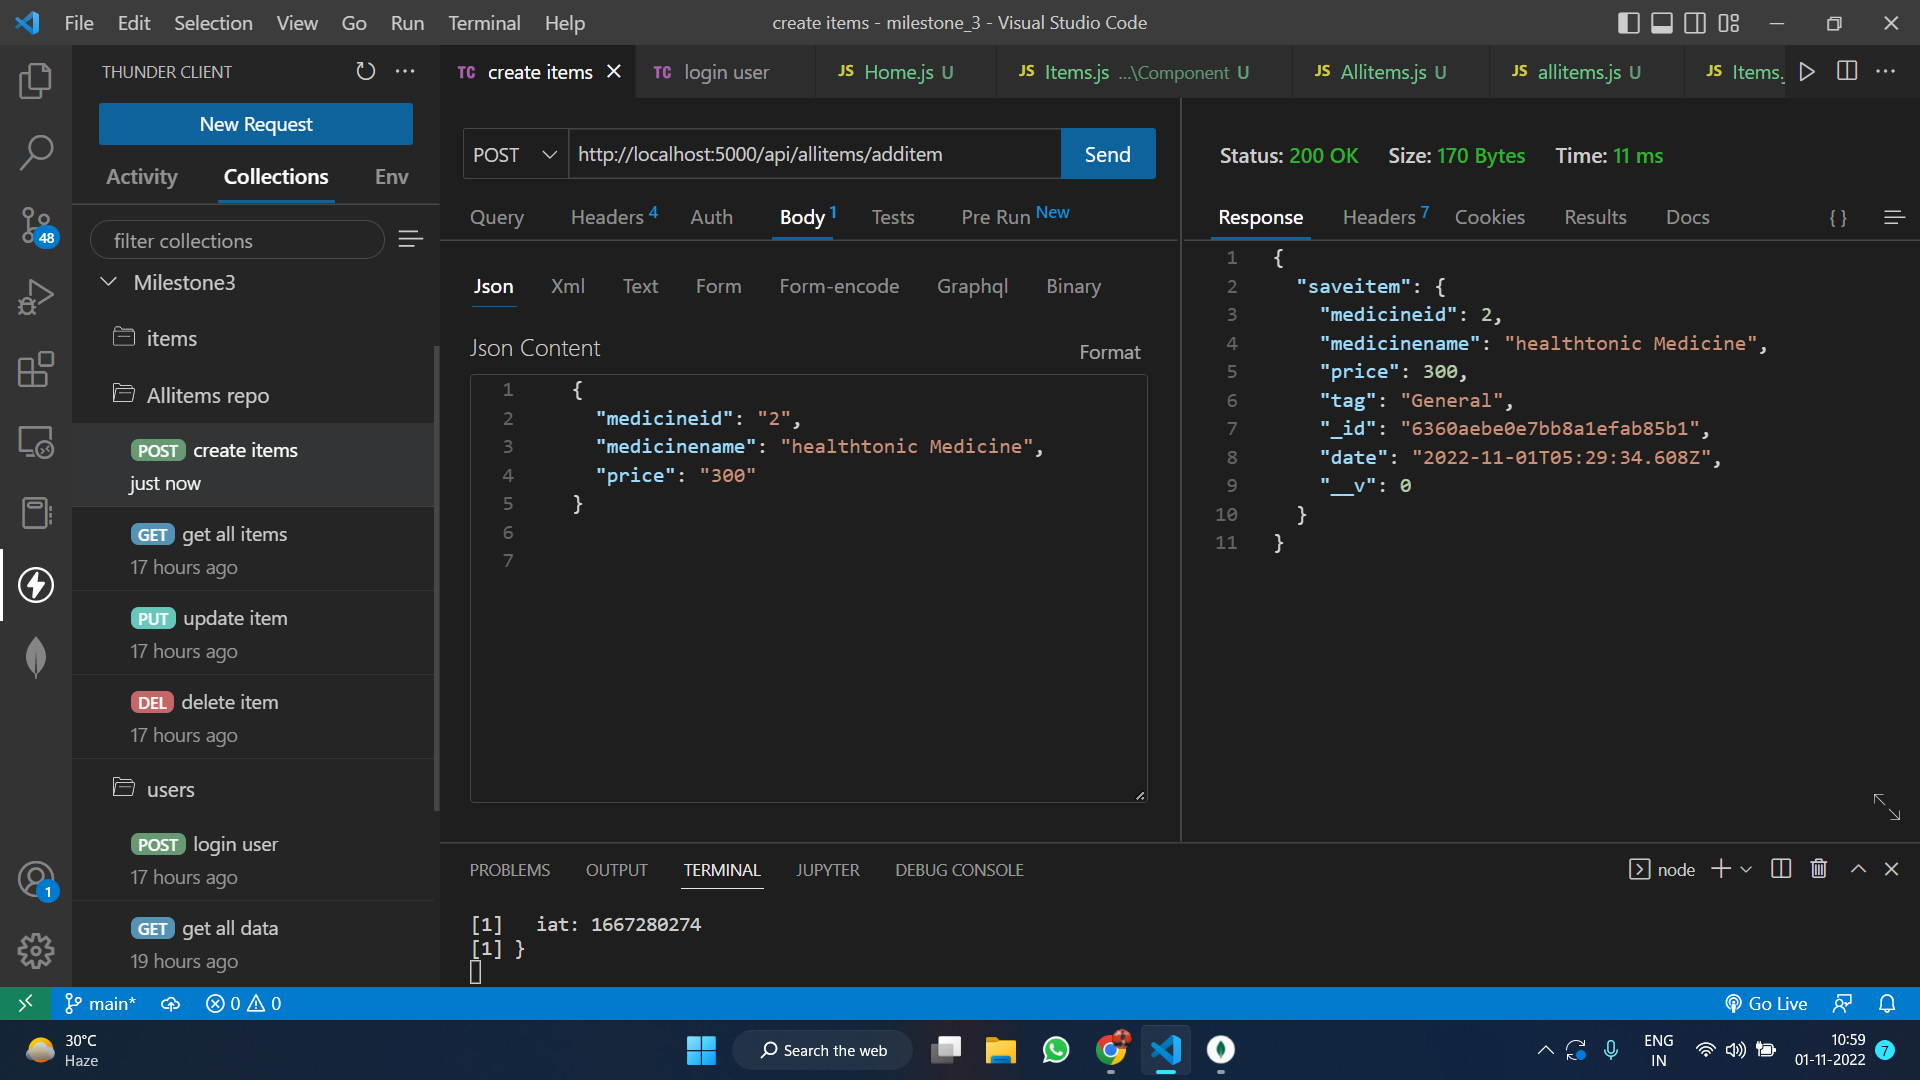 File Edit Selection View Go Run Terminal Help
create items - milestone_3 - Visual Studio Code
THUNDER CLIENT
New Request
Activity Collections Env
filter collections
Milestone3
items
Allitems repo
POST create items
just now
GET get all items
17 hours ago
PUT update item
17 hours ago
DEL delete item
17 hours ago
users
POST login user
17 hours ago
GET get all data
19 hours ago
48
1
TC create items
TC login user
JS Home.js U
JS Items.js ...\Component U
JS Allitems.js U
JS allitems.js U
JS Items.
POST http://localhost:5000/api/allitems/additem Send
Query Headers 4 Auth Body 1 Tests Pre Run New
Json Xml Text Form Form-encode Graphql Binary
Json Content
Format
1 {
2 "medicineid": "2",
3 "medicinename": "healthtonic Medicine",
4 "price": "300"
5 }
6
7
Status: 200 OK Size: 170 Bytes Time: 11 ms
Response Headers 7 Cookies Results Docs { }
1 {
2 "saveitem": {
3 "medicineid": 2,
4 "medicinename": "healthtonic Medicine",
5 "price": 300,
6 "tag": "General",
7 "_id": "6360aebe0e7bb8a1efab85b1",
8 "date": "2022-11-01T05:29:34.608Z",
9 "__v": 0
10 }
11 }
PROBLEMS OUTPUT TERMINAL JUPYTER DEBUG CONSOLE
node
[1] iat: 1667280274
[1] }
main* 0 0
Go Live
30°C
Haze
Search the web
ENG
IN
10:59
01-11-2022
7